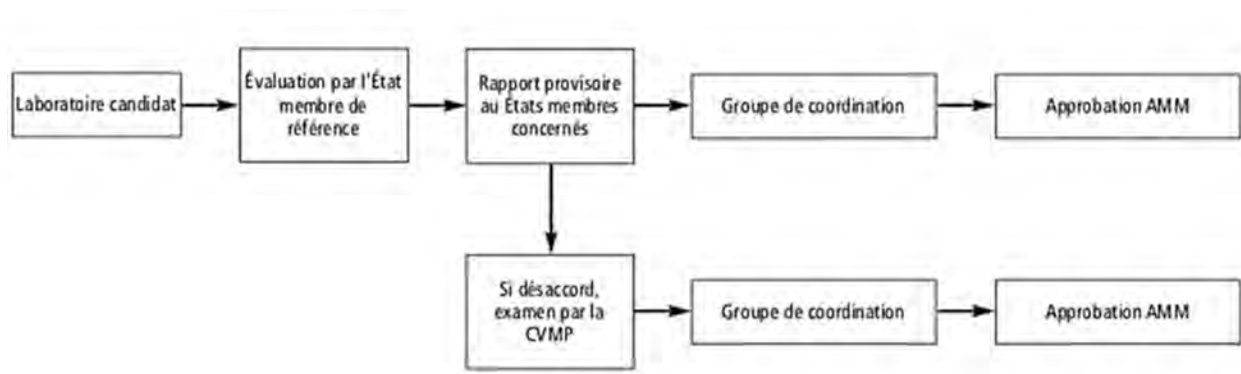 Laboratoire candidat
Évaluation par l'État
membre de
référence
Rapport provisoire
au États membres
concernés
Groupe de coordination
Approbation AMM
Si désaccord,
examen par la
CVMP
Groupe de coordination
Approbation AMM